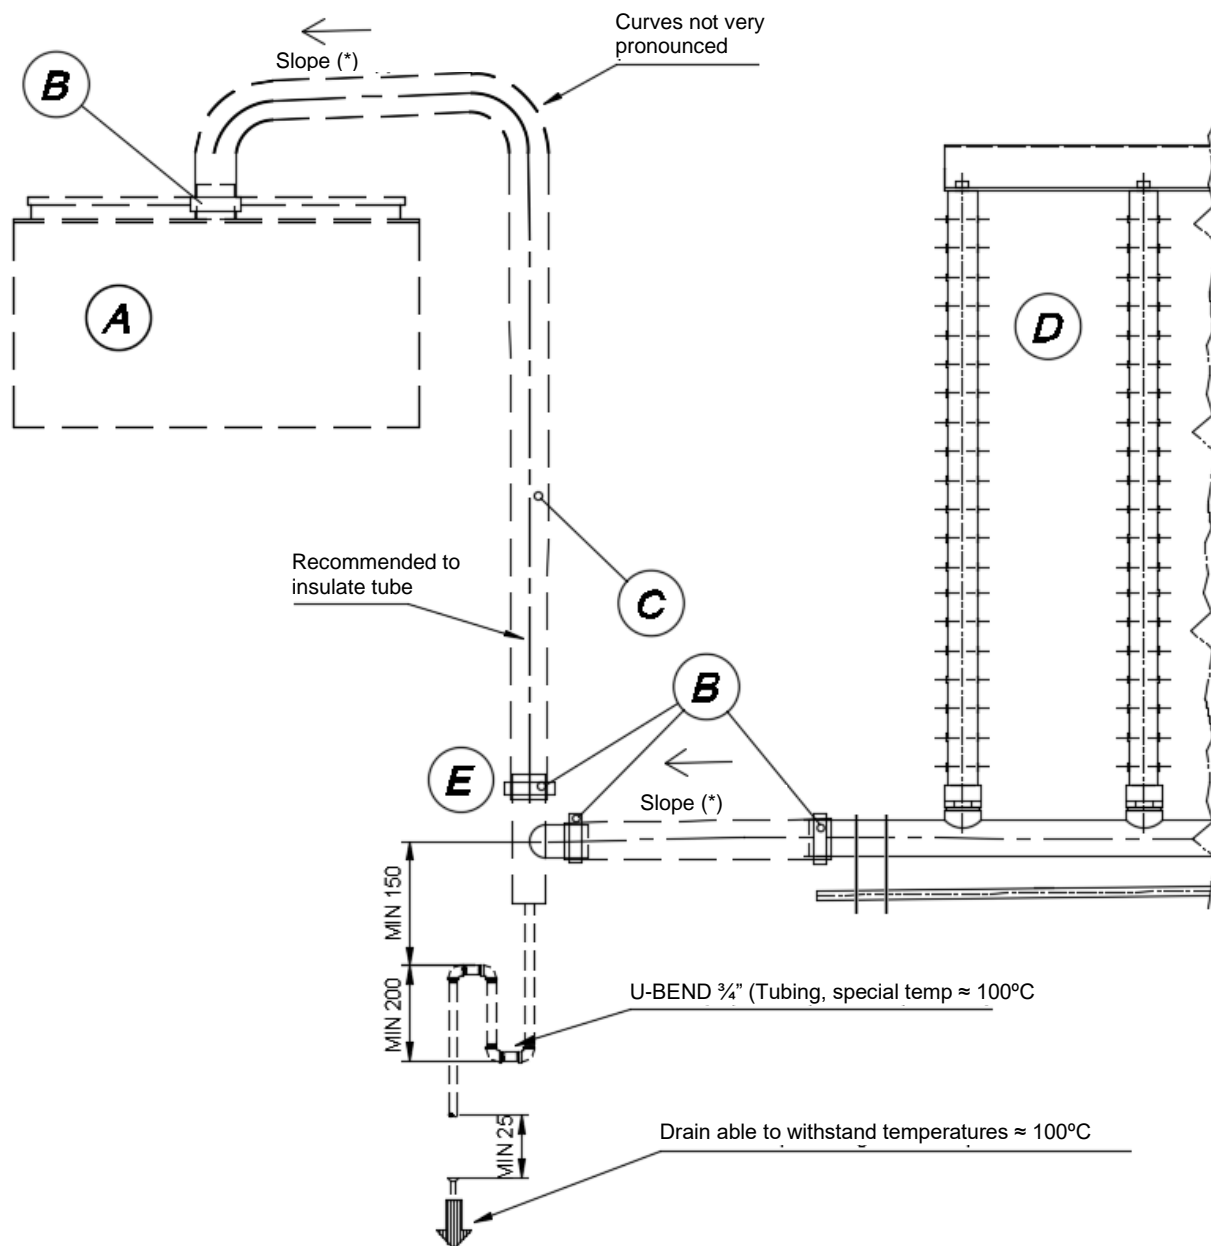 Curves not very
pronounced
Slope (*)
B
A
D
Recommended to
insulate tube
C
B
E
Slope (*)
MIN 150
MIN 200
U-BEND ¾” (Tubing, special temp ≈ 100ºC
MIN 25
Drain able to withstand temperatures ≈ 100ºC